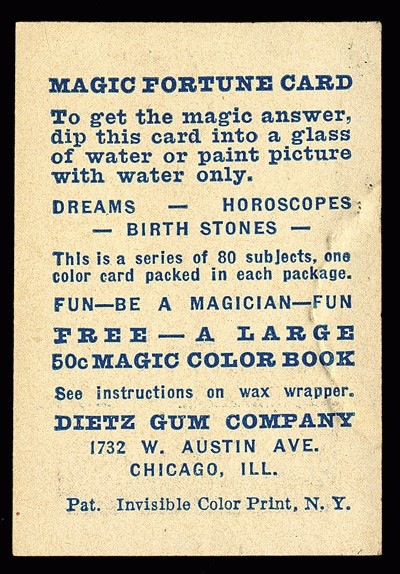 MAGIC FORTUNE CARD
To get the magic answer,
dip this card into a glass
of water or paint picture
with water only.
DREAMS — HOROSCOPES
— BIRTH STONES —
This is a series of 80 subjects, one
color card packed in each package.
FUN—BE A MAGICIAN—FUN
FREE — A LARGE
50c MAGIC COLOR BOOK
See instructions on wax wrapper.
DIETZ GUM COMPANY
1732 W. AUSTIN AVE.
CHICAGO, ILL.
Pat. Invisible Color Print, N. Y.